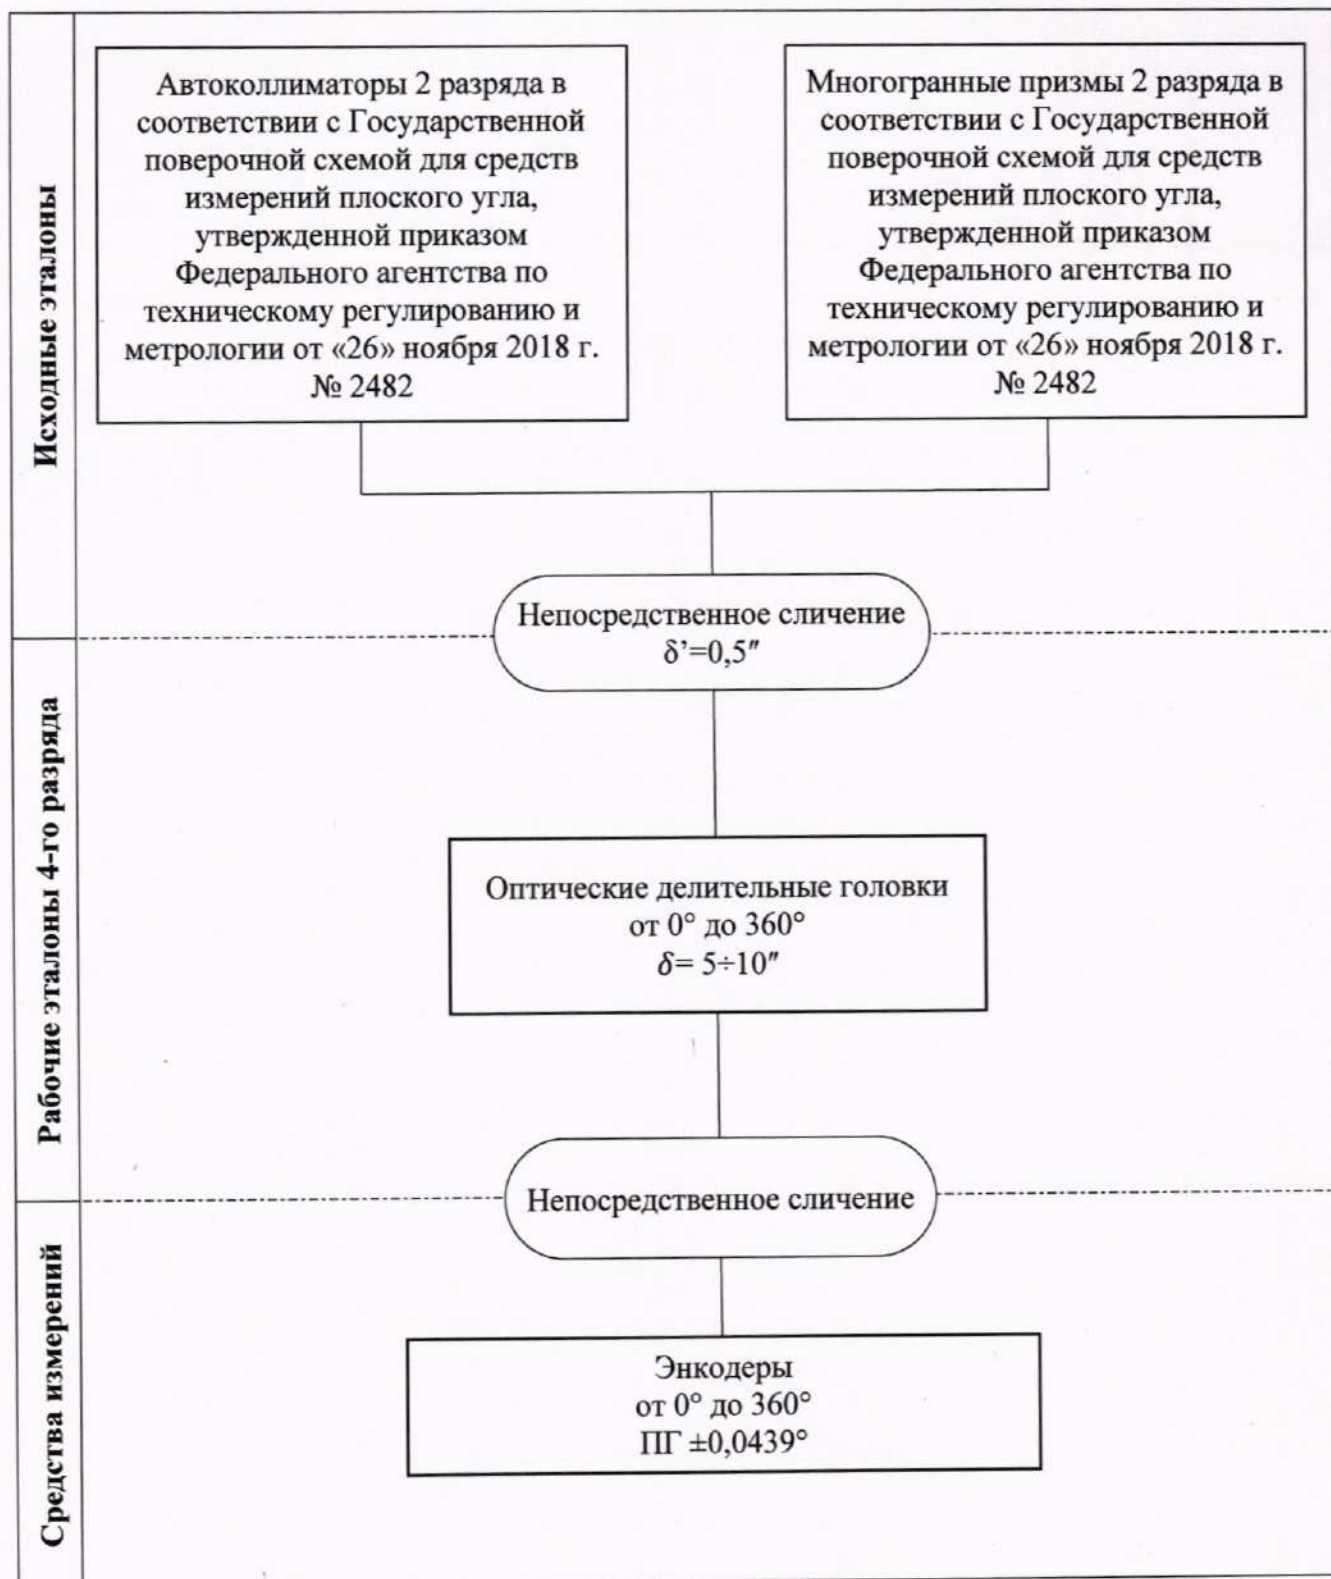 Исходные эталоны
Автоколлиматоры 2 разряда в
соответствии с Государственной
поверочной схемой для средств
измерений плоского угла,
утвержденной приказом
Федерального агентства по
техническому регулированию и
метрологии от «26» ноября 2018 г.
№ 2482
Многогранные призмы 2 разряда в
соответствии с Государственной
поверочной схемой для средств
измерений плоского угла,
утвержденной приказом
Федерального агентства по
техническому регулированию и
метрологии от «26» ноября 2018 г.
№ 2482
Непосредственное сличение
δ’=0,5″
Рабочие эталоны 4-го разряда
Оптические делительные головки
от 0° до 360°
δ= 5÷10″
Непосредственное сличение
Средства измерений
Энкодеры
от 0° до 360°
ПГ ±0,0439°